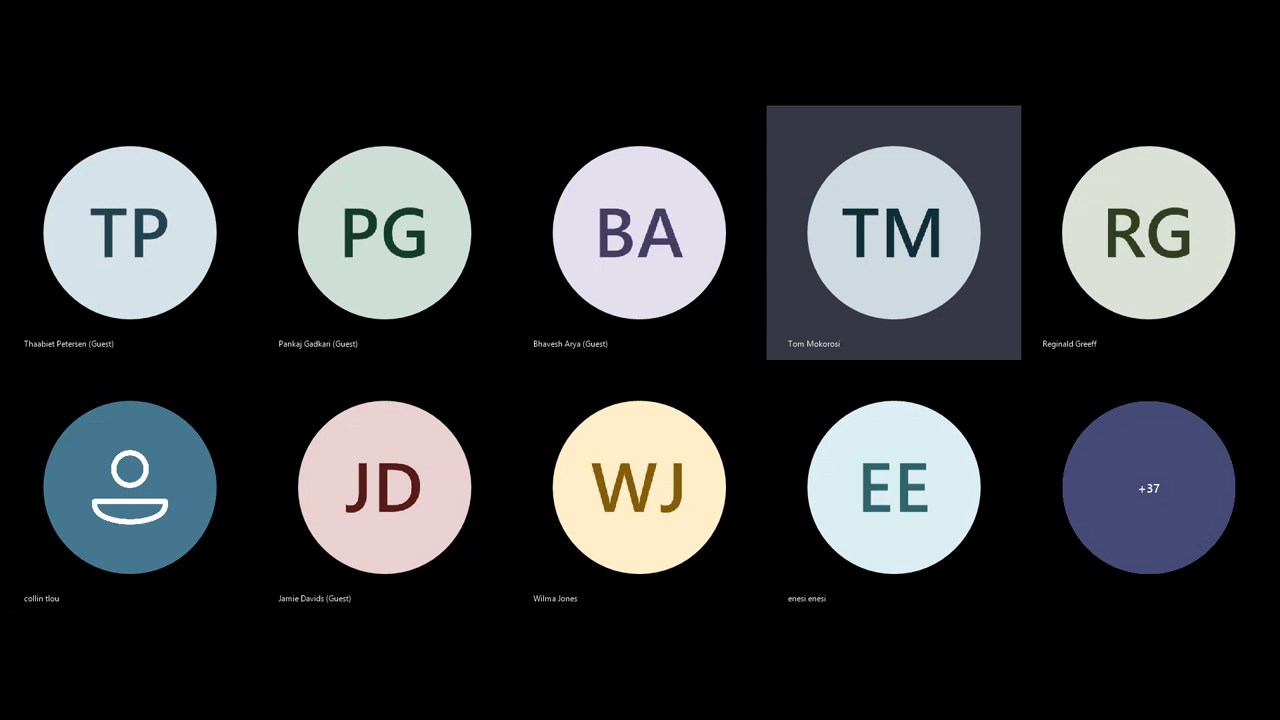 TP
PG
BA
TM
RG
Thaabiet Petersen (Guest)
Pankaj Gadkari (Guest)
Bhavesh Arya (Guest)
Tom Mokorosi
Reginald Greeff
JD
WJ
EE
+37
collin tlou
Jamie Davids (Guest)
Wilma Jones
enesi enesi